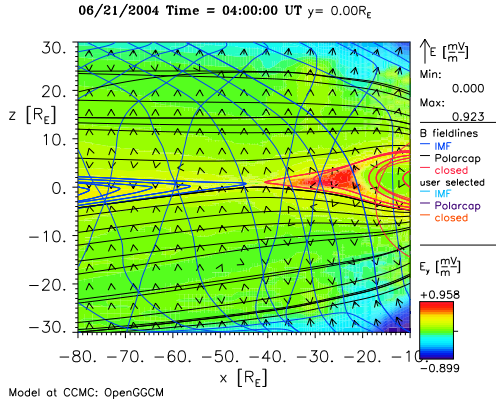 06/21/2004 Time = 04:00:00 UT y= 0.00R_E
E [mV/m]
Min:
0.000
Max:
0.923
B fieldlines
IMF
Polarcap
closed
user selected
IMF
Polarcap
closed
E_y [mV/m]
+0.958
-0.899
z [R_E]
30.
20.
10.
0.
-10.
-20.
-30.
-80. -70. -60. -50. -40. -30. -20. -10.
x [R_E]
Model at CCMC: OpenGGCM